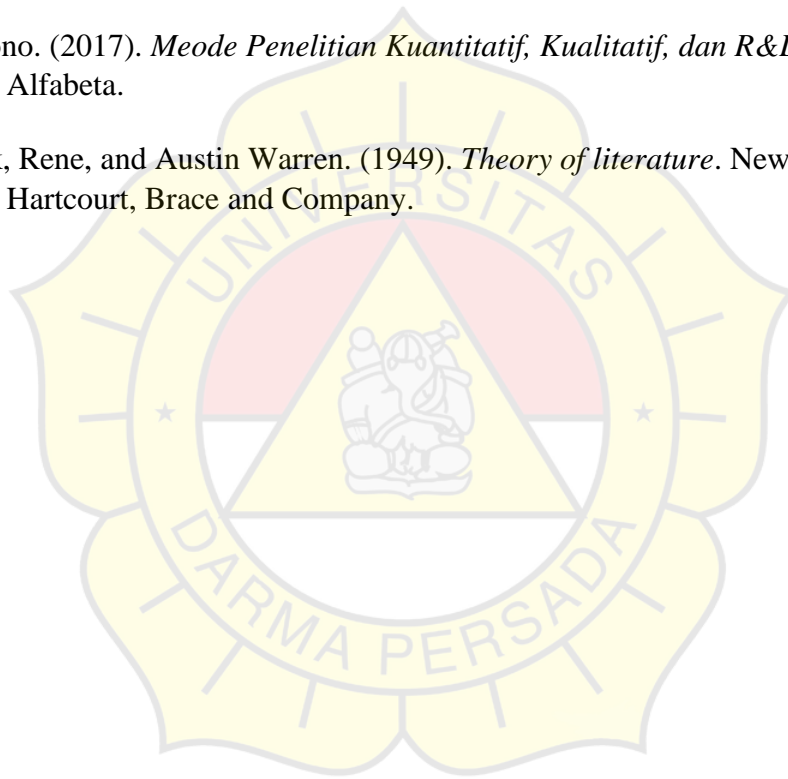 ono. (2017). Meode Penelitian Kuantitatif, Kualitatif, dan R&D
Alfabeta.
, Rene, and Austin Warren. (1949). Theory of literature. New
Hartcourt, Brace and Company.
UNIVERSITAS
DARMA PERSADA